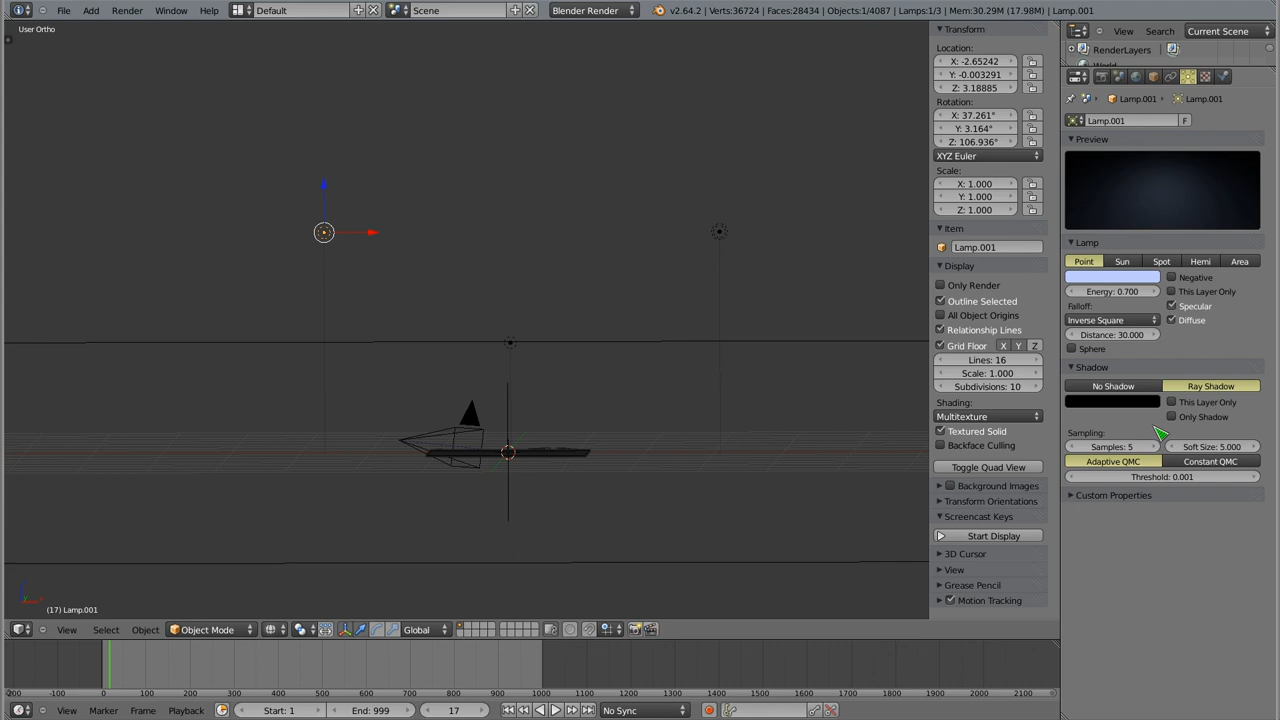 File Add Render Window Help Default Scene Blender Render v2.64.2 | Verts:36724 | Faces:28434 | Objects:1/4087 | Lamps:1/3 | Mem:30.29M (17.98M) | Lamp.001
User Ortho
(17) Lamp.001
View Select Object Object Mode Global
-200 -100 0 100 200 300 400 500 600 700 800 900 1000 1100 1200 1300 1400 1500 1600 1700 1800 1900 2000 2100
View Marker Frame Playback Start: 1 End: 999 17 No Sync
Transform
Location:
X: -2.65242
Y: -0.003291
Z: 3.18885
Rotation:
X: 37.261°
Y: 3.164°
Z: 106.936°
XYZ Euler
Scale:
X: 1.000
Y: 1.000
Z: 1.000
Item
Lamp.001
Display
Only Render
Outline Selected
All Object Origins
Relationship Lines
Grid Floor X Y Z
Lines: 16
Scale: 1.000
Subdivisions: 10
Shading:
Multitexture
Textured Solid
Backface Culling
Toggle Quad View
Background Images
Transform Orientations
Screencast Keys
Start Display
3D Cursor
View
Grease Pencil
Motion Tracking
View Search Current Scene
RenderLayers
World
Lamp.001 Lamp.001
Lamp.001 F
Preview
Lamp
Point Sun Spot Hemi Area
Negative
Energy: 0.700 This Layer Only
Falloff: Specular
Inverse Square Diffuse
Distance: 30.000
Sphere
Shadow
No Shadow Ray Shadow
This Layer Only
Only Shadow
Sampling:
Samples: 5 Soft Size: 5.000
Adaptive QMC Constant QMC
Threshold: 0.001
Custom Properties